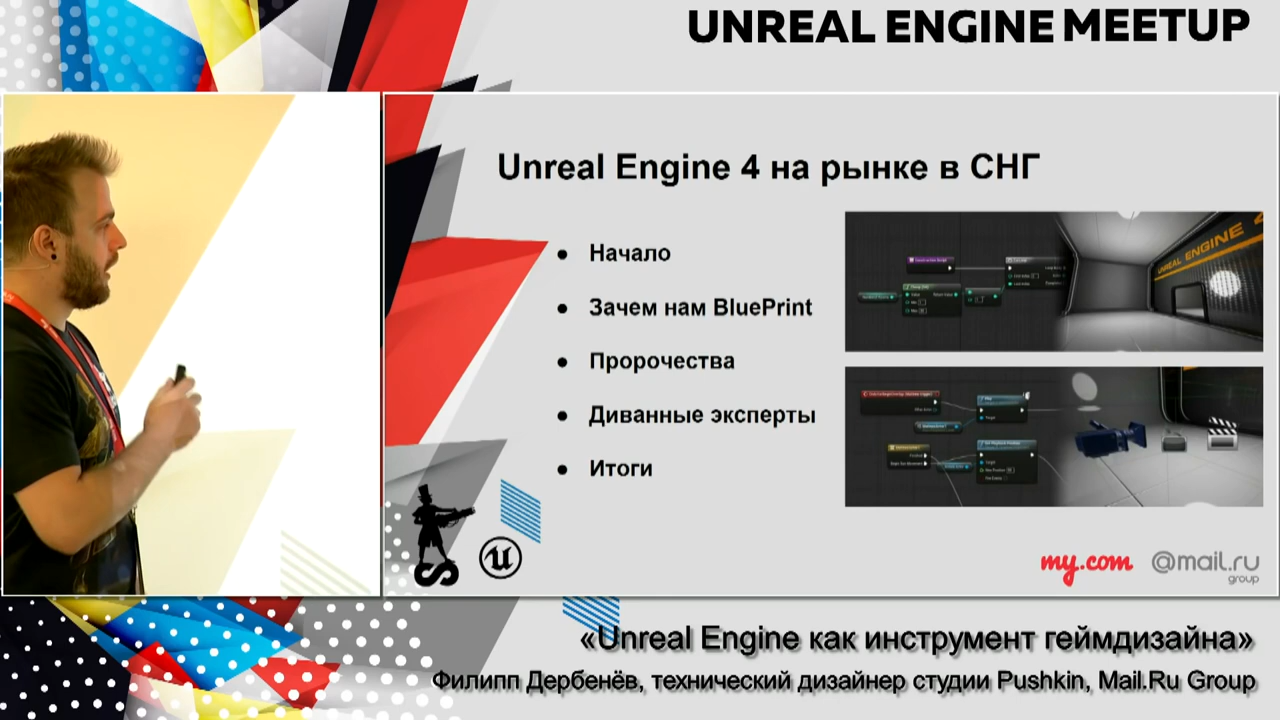 UNREAL ENGINE MEETUP
Unreal Engine 4 на рынке в СНГ
● Начало
● Зачем нам BluePrint
● Пророчества
● Диванные эксперты
● Итоги
UNREAL ENGINE 4
my.com @mail.ru
group
«Unreal Engine как инструмент геймдизайна»
Филипп Дербенёв, технический дизайнер студии Pushkin, Mail.Ru Group